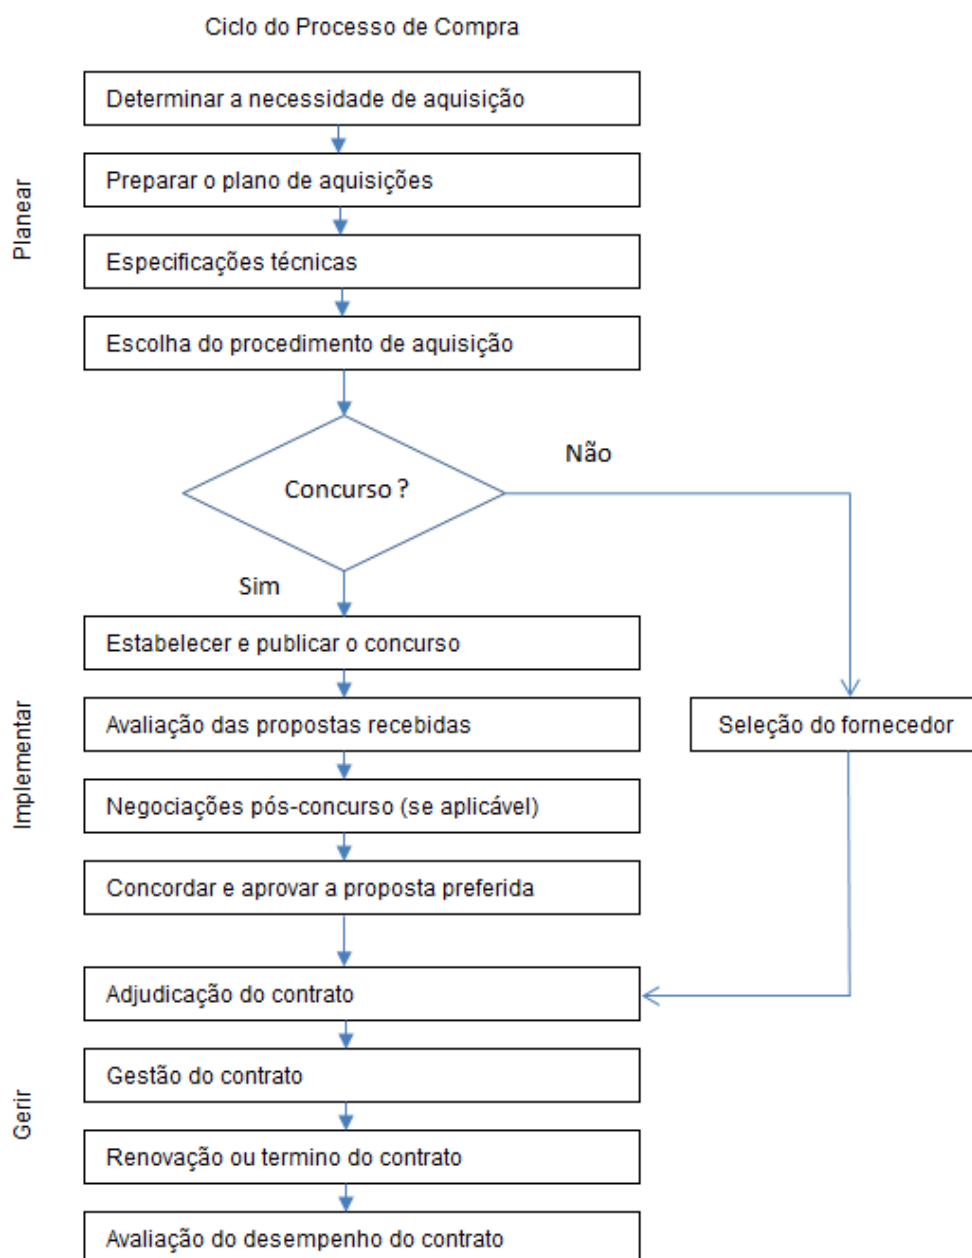 Ciclo do Processo de Compra
Planear
Determinar a necessidade de aquisição
Preparar o plano de aquisições
Especificações técnicas
Escolha do procedimento de aquisição
Concurso ?
Não
Sim
Implementar
Estabelecer e publicar o concurso
Avaliação das propostas recebidas
Seleção do fornecedor
Negociações pós-concurso (se aplicável)
Concordar e aprovar a proposta preferida
Adjudicação do contrato
Gerir
Gestão do contrato
Renovação ou termino do contrato
Avaliação do desempenho do contrato